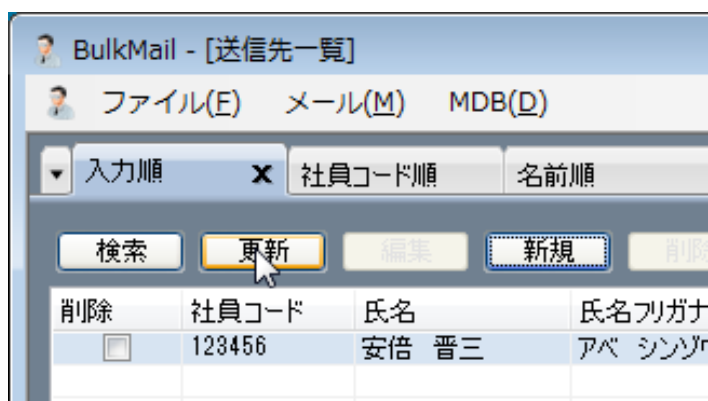 BulkMail - [送信先一覧]
ファイル(F) メール(M) MDB(D)
入力順 社員コード順 名前順
検索 更新 編集 新規 削除
削除 社員コード 氏名 氏名フリガナ
123456 安倍 晋三 アベ シンゾウ